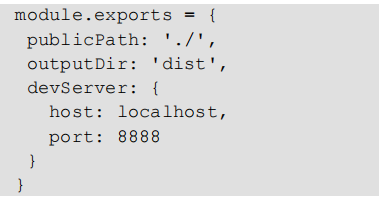 module.exports = {
 publicPath: './',
 outputDir: 'dist',
 devServer: {
   host: localhost,
   port: 8888
 }
}